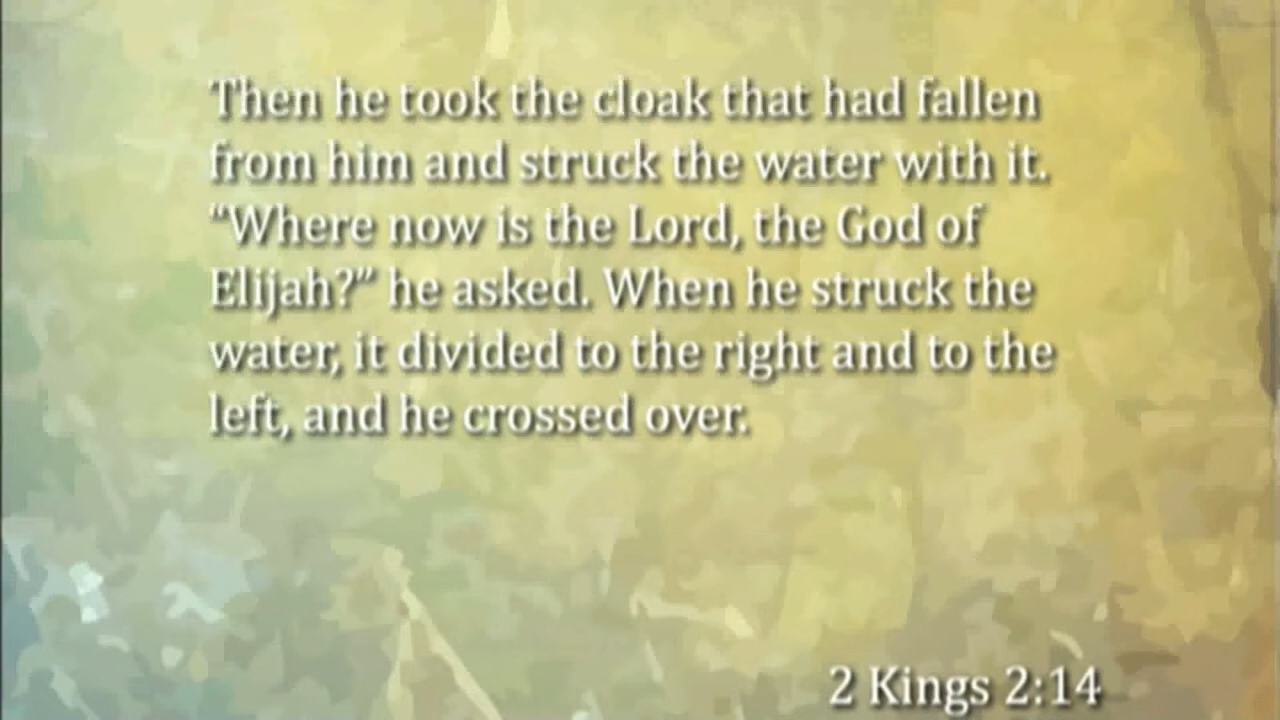 Then he took the cloak that had fallen
from him and struck the water with it.
“Where now is the Lord, the God of
Elijah?” he asked. When he struck the
water, it divided to the right and to the
left, and he crossed over.
2 Kings 2:14